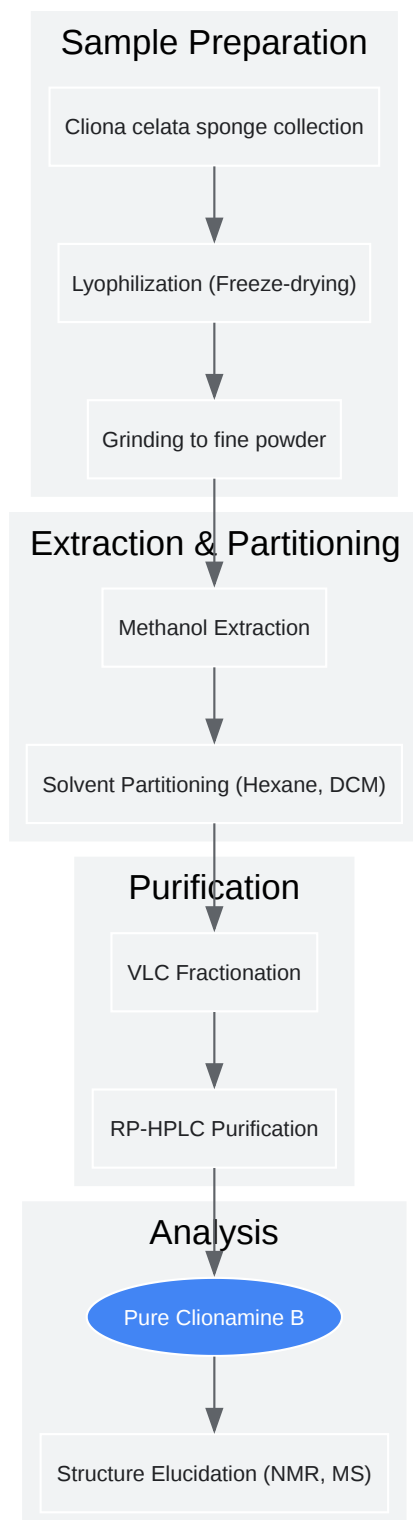 Sample Preparation
Cliona celata sponge collection
Lyophilization (Freeze-drying)
Grinding to fine powder
Extraction & Partitioning
Methanol Extraction
Solvent Partitioning (Hexane, DCM)
Purification
VLC Fractionation
RP-HPLC Purification
Analysis
Pure Clionamine B
Structure Elucidation (NMR, MS)